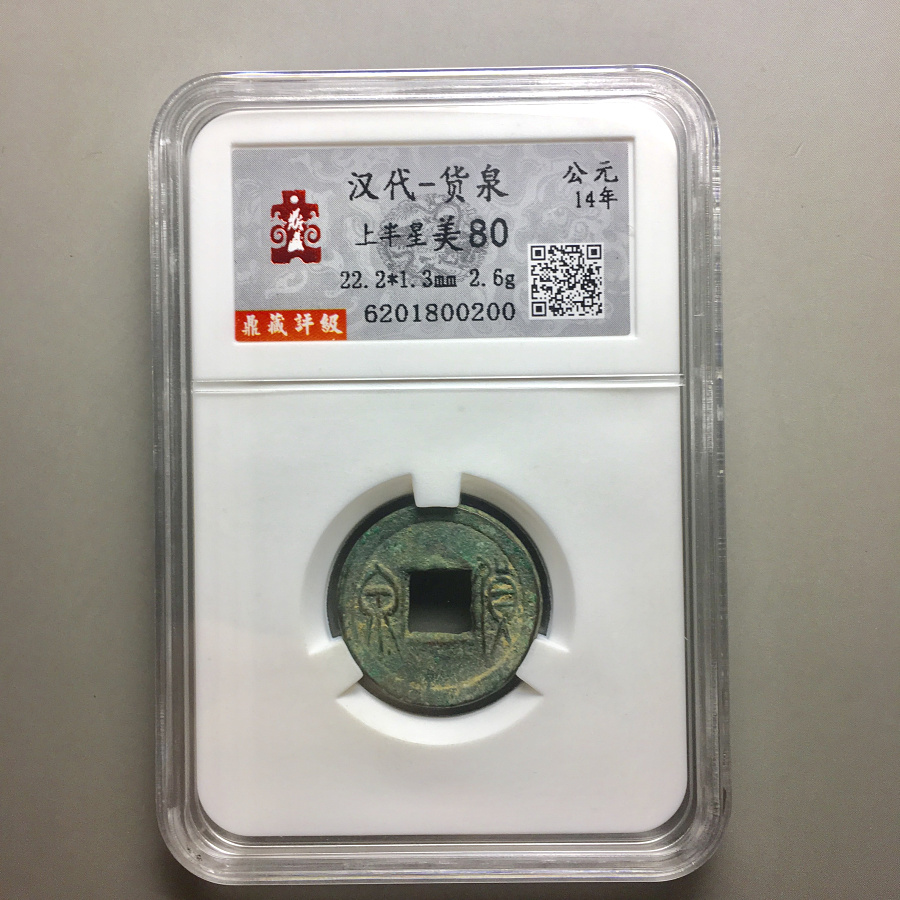 汉代-货泉
公元
14年
上半星 美80
22.2*1.3mm 2.6g
鼎藏評級
6201800200
货泉